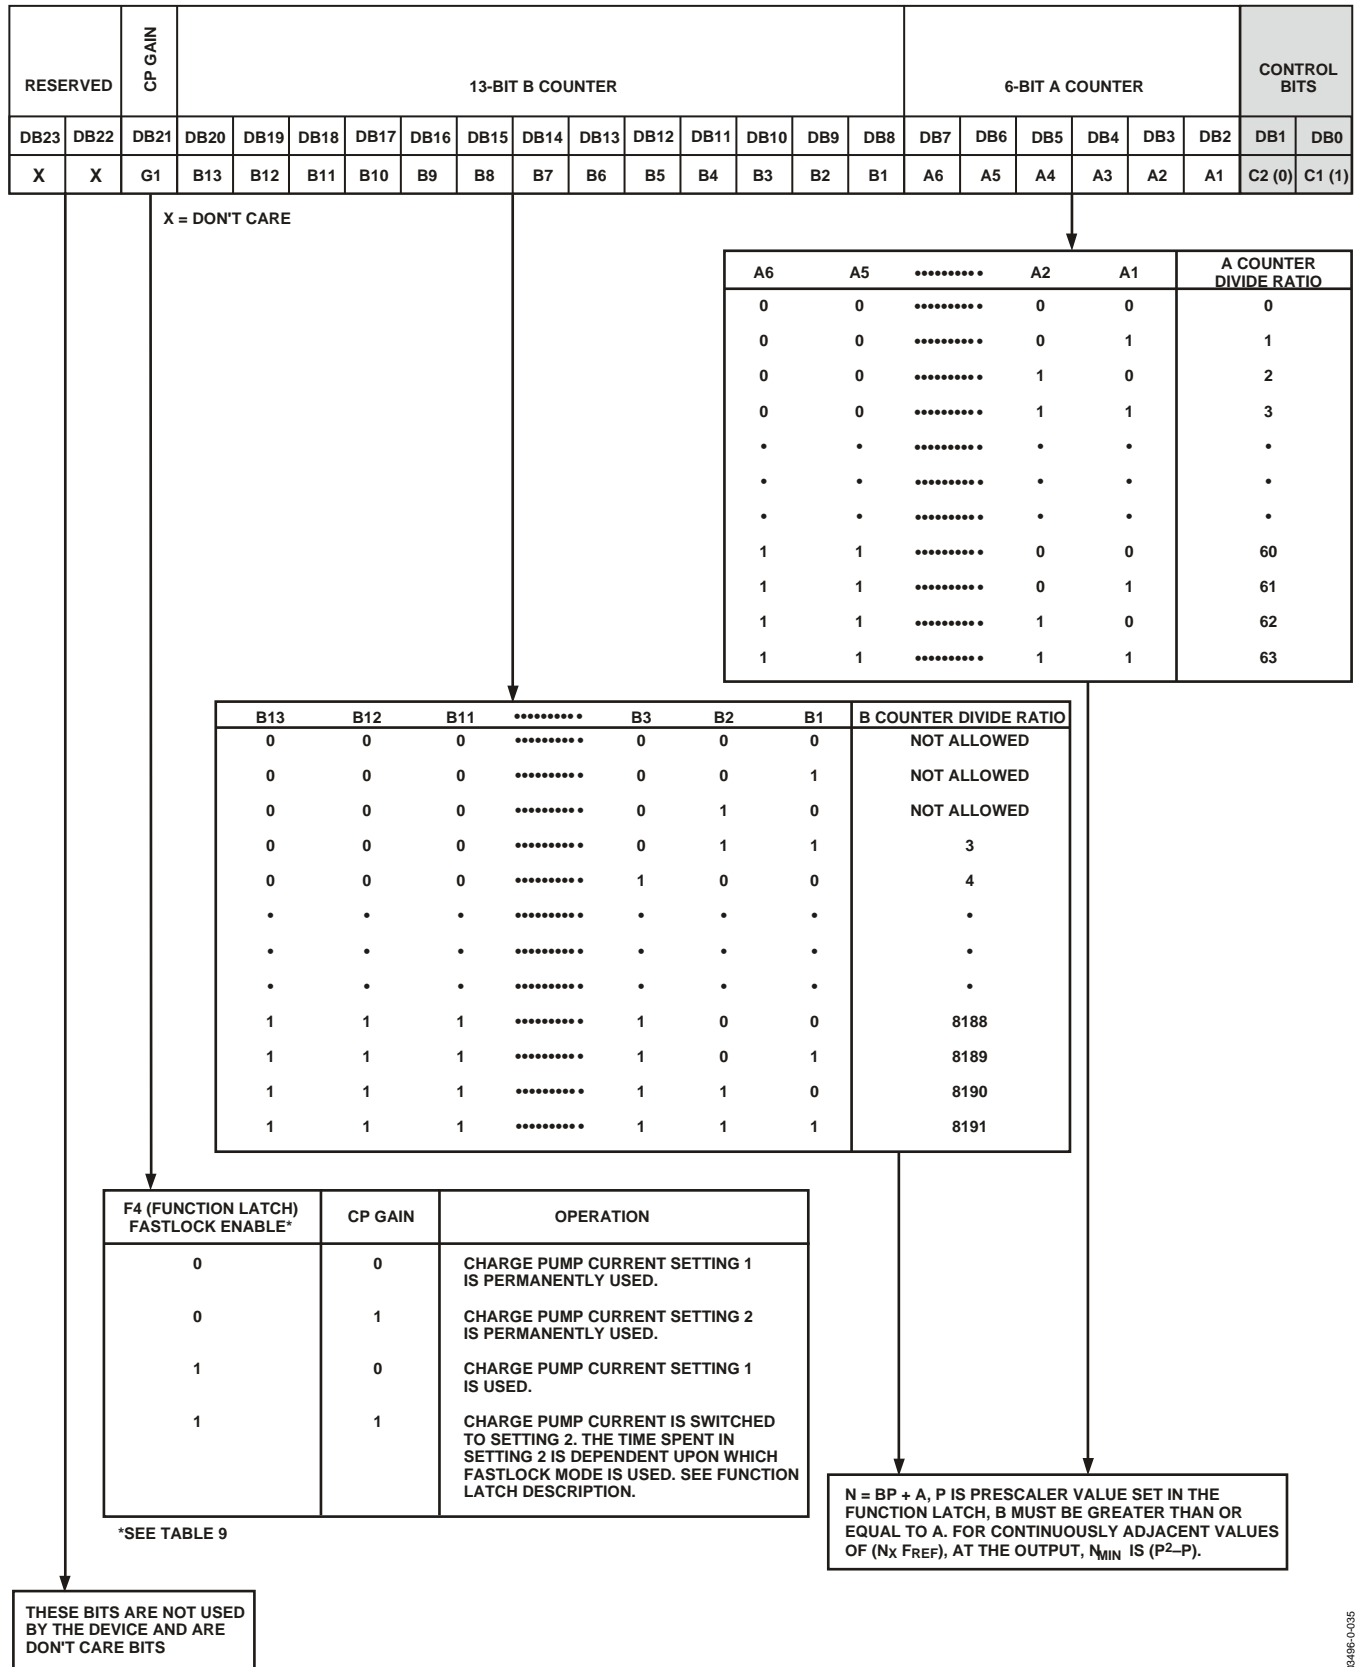 RESERVED CP GAIN 13-BIT B COUNTER 6-BIT A COUNTER CONTROL BITS
DB23 DB22 DB21 DB20 DB19 DB18 DB17 DB16 DB15 DB14 DB13 DB12 DB11 DB10 DB9 DB8 DB7 DB6 DB5 DB4 DB3 DB2 DB1 DB0
X X G1 B13 B12 B11 B10 B9 B8 B7 B6 B5 B4 B3 B2 B1 A6 A5 A4 A3 A2 A1 C2 (0) C1 (1)
X = DON'T CARE
A6 A5 •••••••••• A2 A1 A COUNTER DIVIDE RATIO
0 0 •••••••••• 0 0 0
0 0 •••••••••• 0 1 1
0 0 •••••••••• 1 0 2
0 0 •••••••••• 1 1 3
• • •••••••••• • • •
• • •••••••••• • • •
• • •••••••••• • • •
1 1 •••••••••• 0 0 60
1 1 •••••••••• 0 1 61
1 1 •••••••••• 1 0 62
1 1 •••••••••• 1 1 63
B13 B12 B11 •••••••••• B3 B2 B1 B COUNTER DIVIDE RATIO
0 0 0 •••••••••• 0 0 0 NOT ALLOWED
0 0 0 •••••••••• 0 0 1 NOT ALLOWED
0 0 0 •••••••••• 0 1 0 NOT ALLOWED
0 0 0 •••••••••• 0 1 1 3
0 0 0 •••••••••• 1 0 0 4
• • • •••••••••• • • • •
• • • •••••••••• • • • •
• • • •••••••••• • • • •
1 1 1 •••••••••• 1 0 0 8188
1 1 1 •••••••••• 1 0 1 8189
1 1 1 •••••••••• 1 1 0 8190
1 1 1 •••••••••• 1 1 1 8191
F4 (FUNCTION LATCH) FASTLOCK ENABLE* CP GAIN OPERATION
0 0 CHARGE PUMP CURRENT SETTING 1
IS PERMANENTLY USED.
0 1 CHARGE PUMP CURRENT SETTING 2
IS PERMANENTLY USED.
1 0 CHARGE PUMP CURRENT SETTING 1
IS USED.
1 1 CHARGE PUMP CURRENT IS SWITCHED
TO SETTING 2. THE TIME SPENT IN
SETTING 2 IS DEPENDENT UPON WHICH
FASTLOCK MODE IS USED. SEE FUNCTION
LATCH DESCRIPTION.
*SEE TABLE 9
N = BP + A, P IS PRESCALER VALUE SET IN THE
FUNCTION LATCH, B MUST BE GREATER THAN OR
EQUAL TO A. FOR CONTINUOUSLY ADJACENT VALUES
OF (NX FREF), AT THE OUTPUT, NMIN IS (P²–P).
THESE BITS ARE NOT USED
BY THE DEVICE AND ARE
DON'T CARE BITS
03496-0-035